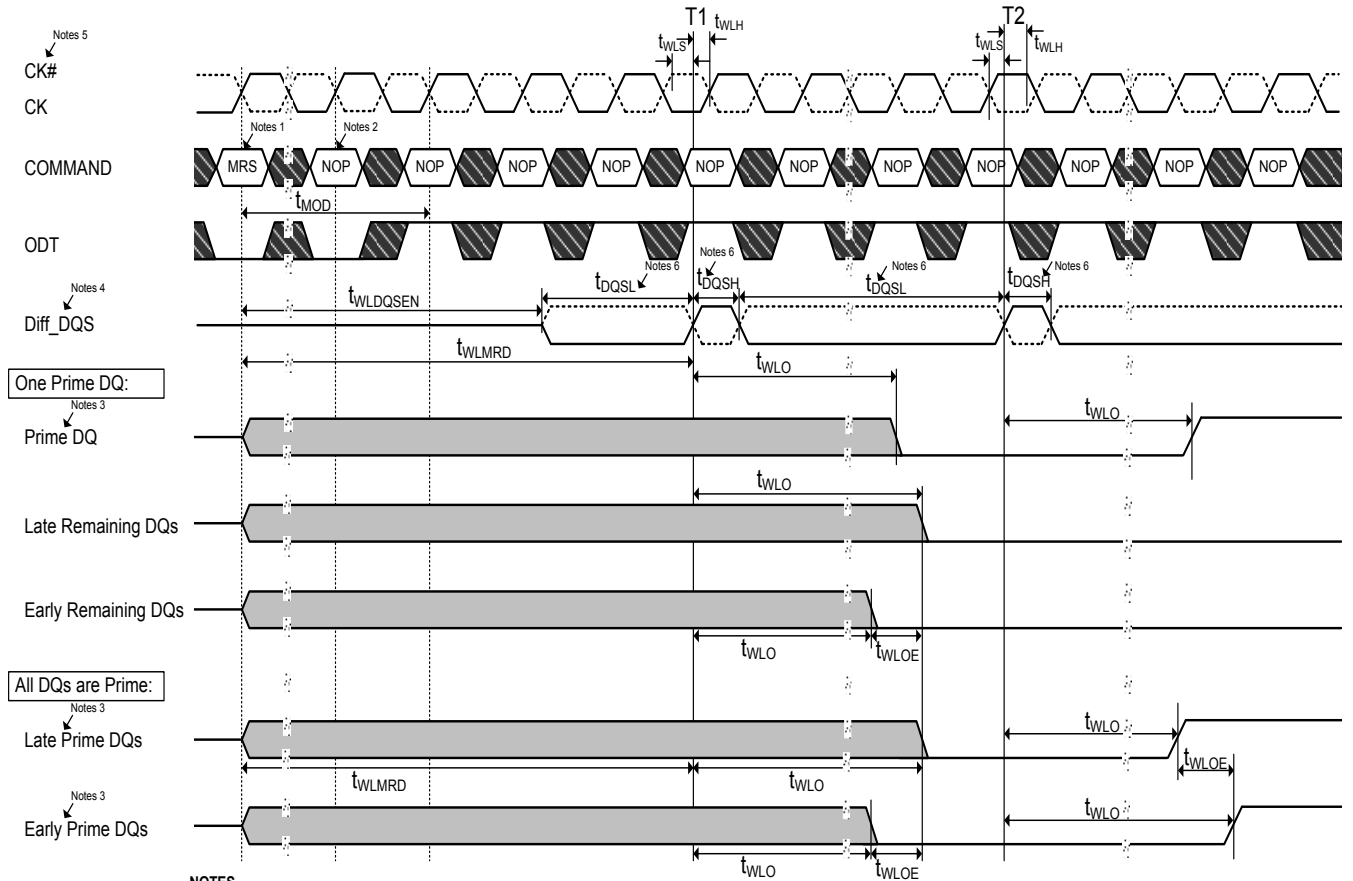 T1 T2
tWLS tWLH tWLS tWLH
Notes 5
CK#
CK
Notes 1 Notes 2
COMMAND MRS NOP NOP NOP NOP NOP NOP NOP NOP NOP NOP NOP
tMOD
ODT
Notes 6 Notes 6 Notes 6 Notes 6
tDQSL tDQSH tDQSL tDQSH
Notes 4
tWLDQSEN
Diff_DQS
tWLMRD
tWLO
One Prime DQ:
Notes 3
tWLO
Prime DQ
tWLO
Late Remaining DQs
Early Remaining DQs
tWLO tWLOE
All DQs are Prime:
Notes 3
tWLO
Late Prime DQs
tWLOE
tWLMRD tWLO
Notes 3
tWLO
Early Prime DQs
tWLO tWLOE
NOTES